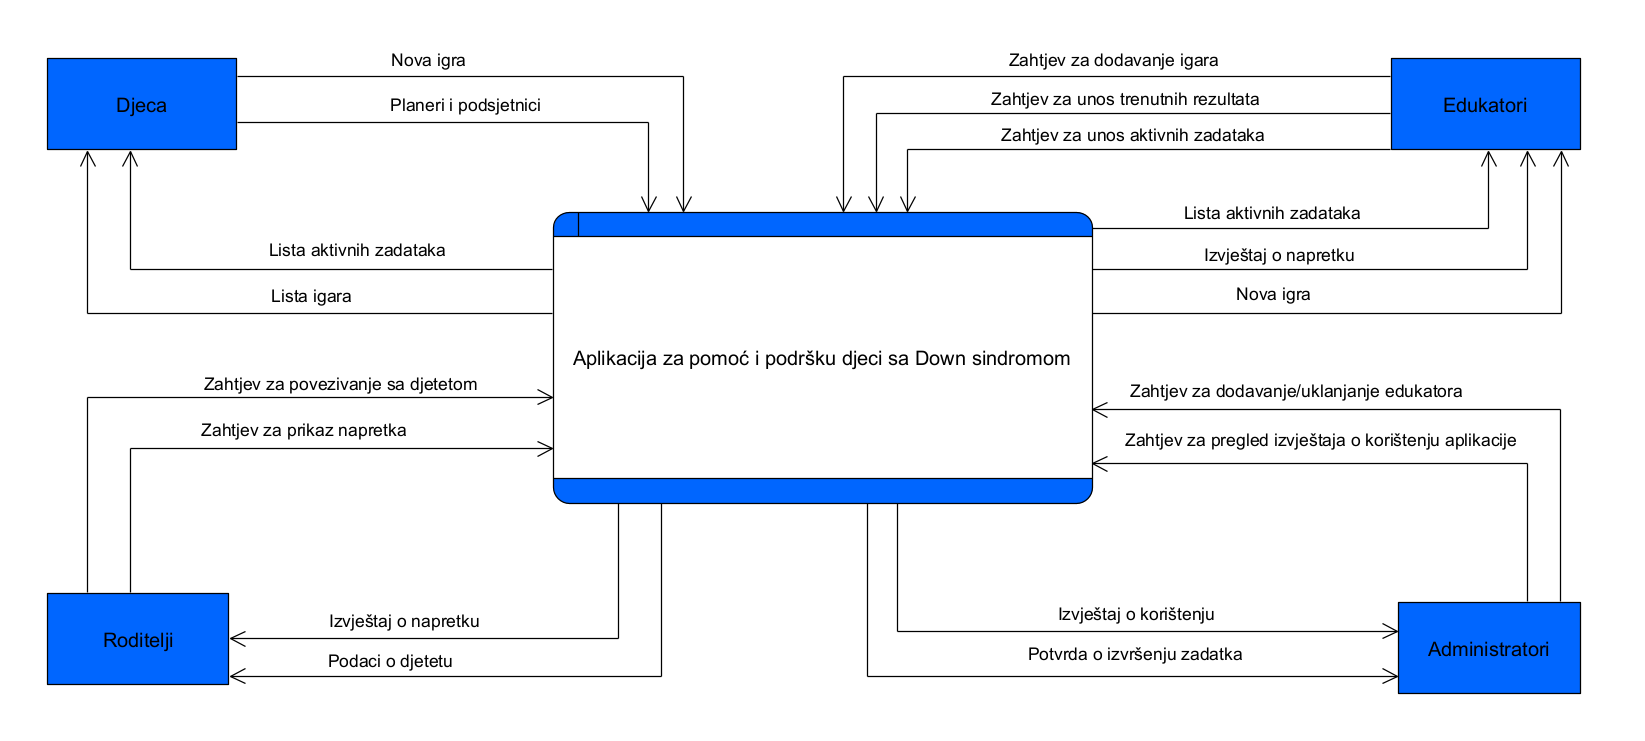 Nova igra
Zahtjev za dodavanje igara
Djeca
Planeri i podsjetnici
Zahtjev za unos trenutnih rezultata
Edukatori
Zahtjev za unos aktivnih zadataka
Lista aktivnih zadataka
Lista aktivnih zadataka
Izvještaj o napretku
Lista igara
Nova igra
Aplikacija za pomoć i podršku djeci sa Down sindromom
Zahtjev za povezivanje sa djetetom
Zahtjev za dodavanje/uklanjanje edukatora
Zahtjev za prikaz napretka
Zahtjev za pregled izvještaja o korištenju aplikacije
Izvještaj o napretku
Izvještaj o korištenju
Roditelji
Podaci o djetetu
Potvrda o izvršenju zadatka
Administratori